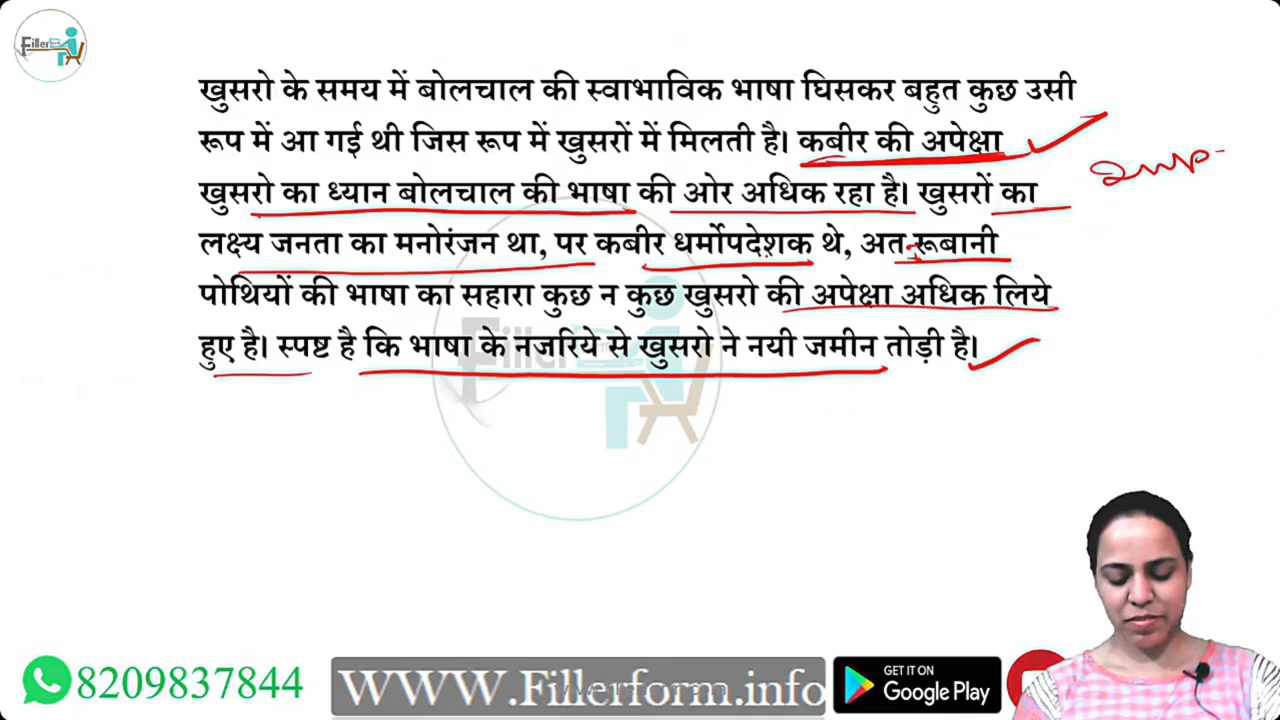 Fillerform
खुसरो के समय में बोलचाल की स्वाभाविक भाषा घिसकर बहुत कुछ उसी
रूप में आ गई थी जिस रूप में खुसरों में मिलती है। कबीर की अपेक्षा
Imp.
खुसरो का ध्यान बोलचाल की भाषा की ओर अधिक रहा है। खुसरों का
लक्ष्य जनता का मनोरंजन था, पर कबीर धर्मोपदेशक थे, अत रूबानी
पोथियों की भाषा का सहारा कुछ न कुछ खुसरो की अपेक्षा अधिक लिये
हुए है। स्पष्ट है कि भाषा के नजरिये से खुसरो ने नयी जमीन तोड़ी है।
8209837844
WWW.Fillerform.info
GET IT ON
Google Play